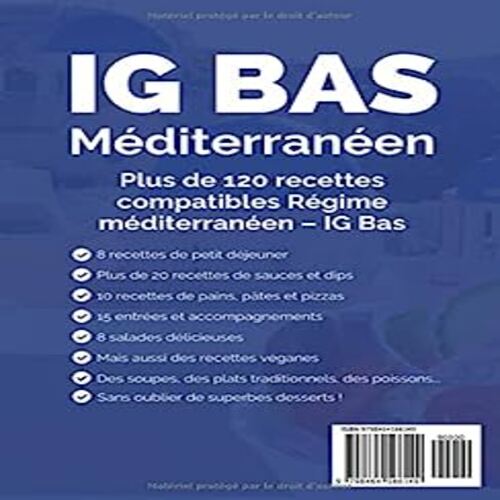 Matériel protégé par le droit d'auteur
IG BAS
Méditerranéen
Plus de 120 recettes
compatibles Régime
méditerranéen – IG Bas
8 recettes de petit déjeuner
Plus de 20 recettes de sauces et dips
10 recettes de pains, pâtes et pizzas
15 entrées et accompagnements
8 salades délicieuses
Mais aussi des recettes véganes
Des soupes, des plats traditionnels, des poissons...
Sans oublier de superbes desserts !
90000
Matériel protégé par le droit d'auteur